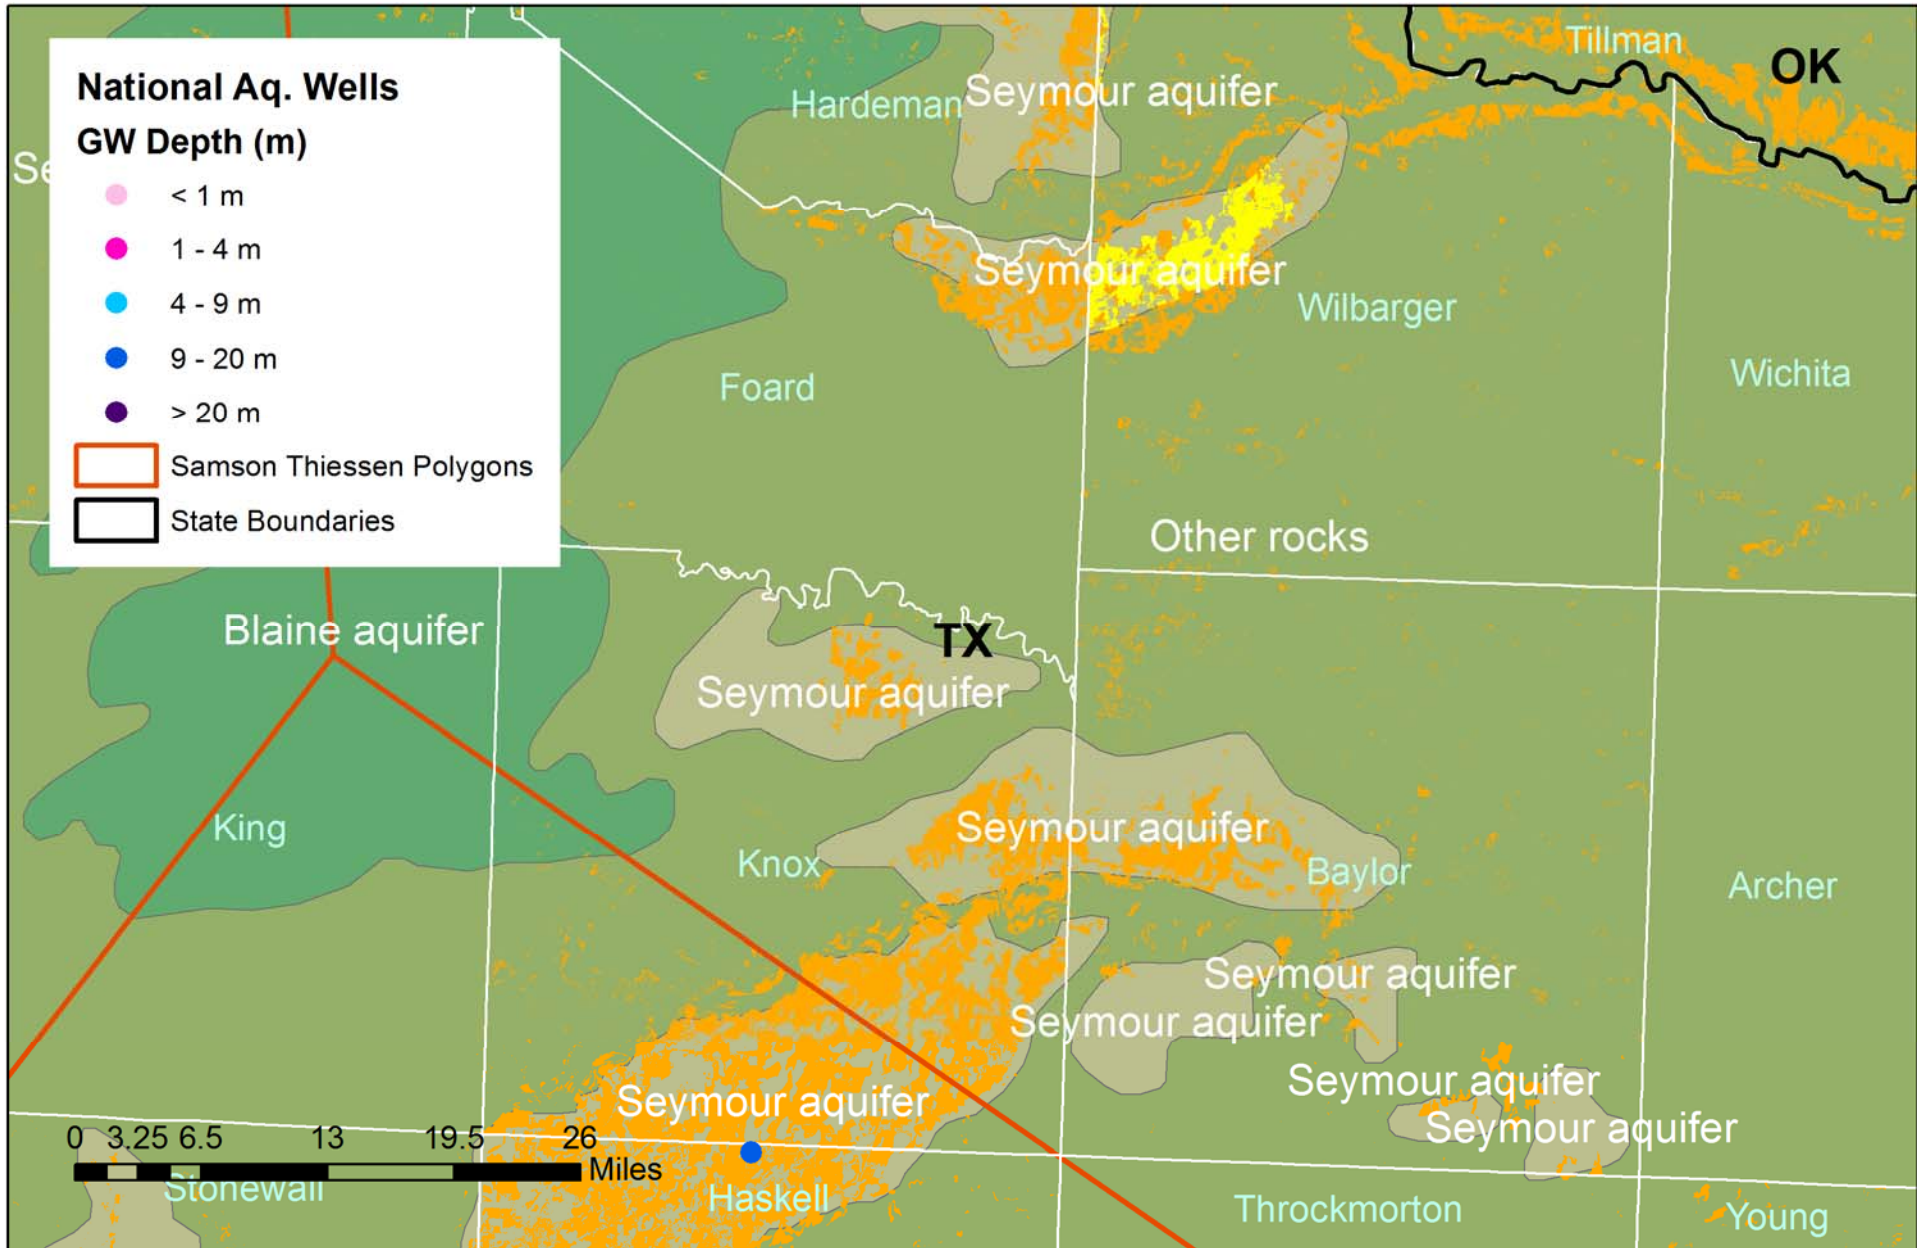 National Aq. Wells
GW Depth (m)
< 1 m
1 - 4 m
4 - 9 m
9 - 20 m
> 20 m
Samson Thiessen Polygons
State Boundaries
Se
Tillman
OK
Hardeman
Seymour aquifer
Seymour aquifer
Wilbarger
Foard
Wichita
Other rocks
Blaine aquifer
TX
Seymour aquifer
King
Seymour aquifer
Knox
Baylor
Archer
Seymour aquifer
Seymour aquifer
Seymour aquifer
Seymour aquifer
Seymour aquifer
0 3.25 6.5 13 19.5 26
Miles
Stonewall
Haskell
Throckmorton
Young